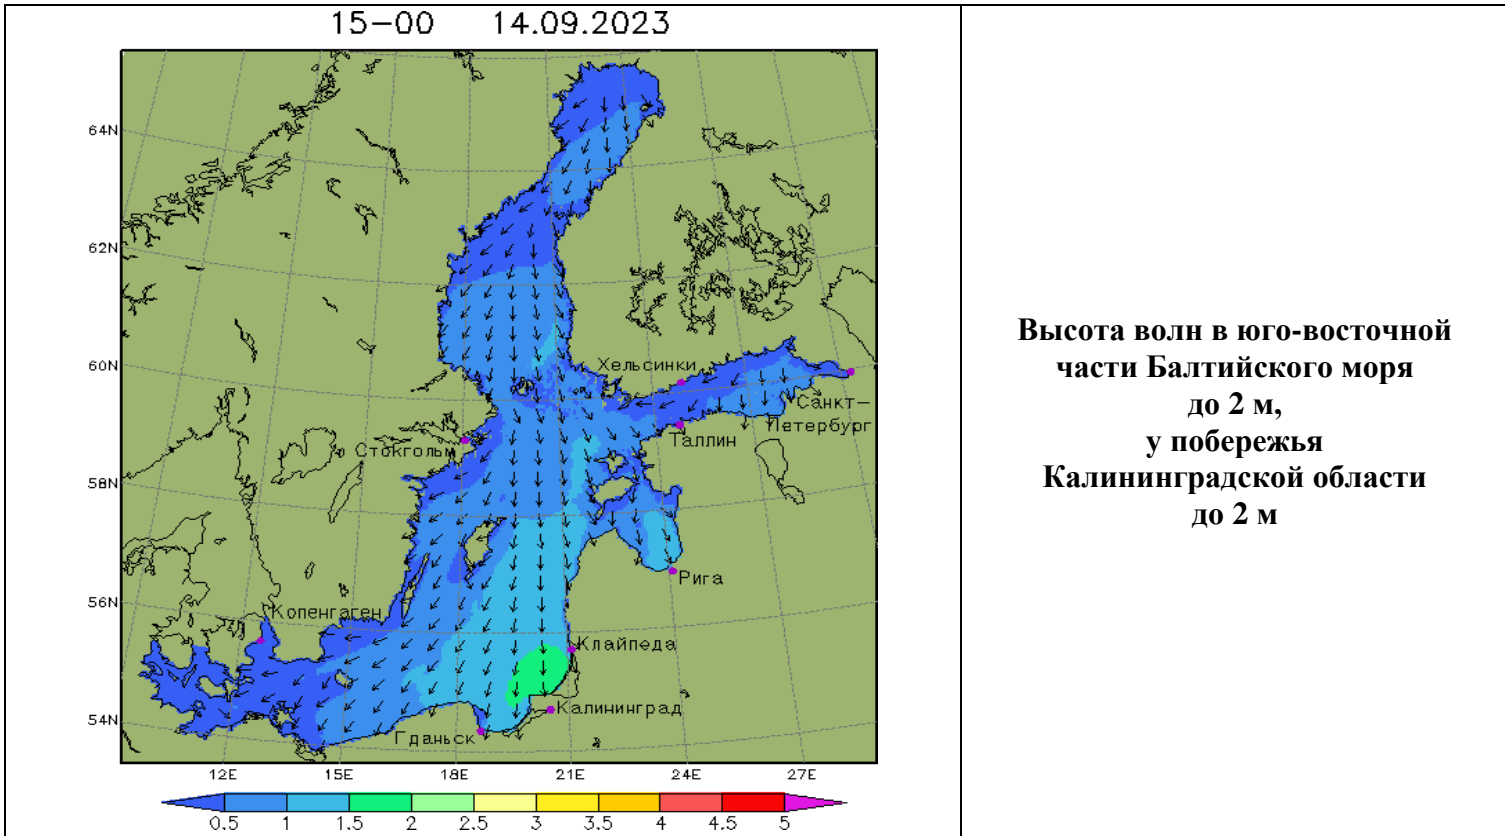 15-00 14.09.2023
64N
62N
60N
58N
56N
54N
Хельсинки
Санкт-
Петербург
Таллин
Стокгольм
Рига
Копенгаген
Клайпеда
Калининград
Гданьск
12E 15E 18E 21E 24E 27E
0.5 1 1.5 2 2.5 3 3.5 4 4.5 5
Высота волн в юго-восточной
части Балтийского моря
до 2 м,
у побережья
Калининградской области
до 2 м